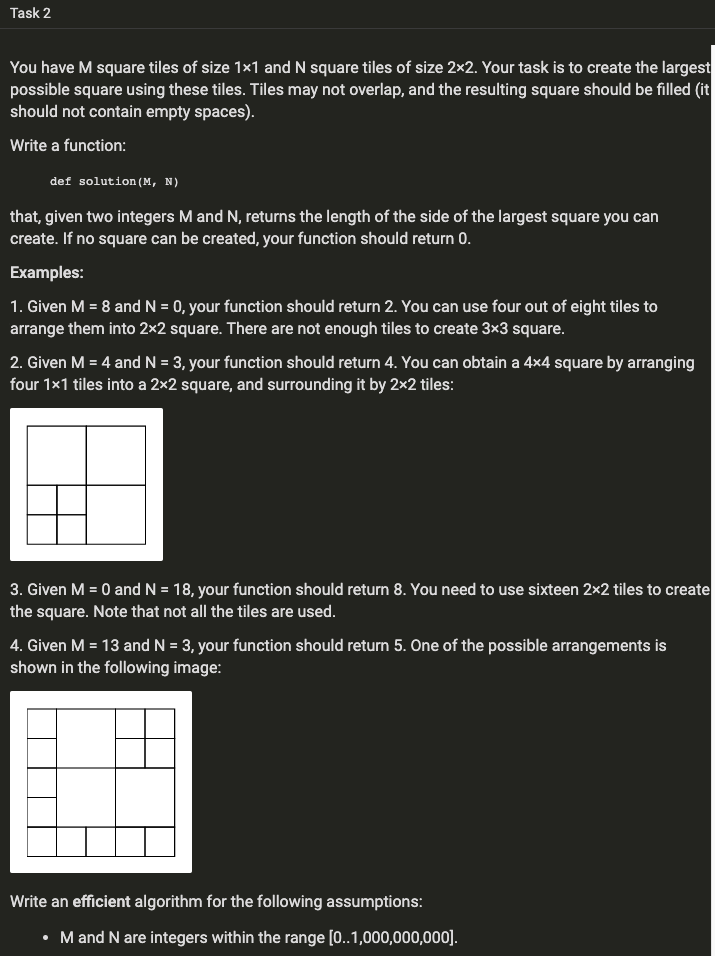 Task 2
You have M square tiles of size 1×1 and N square tiles of size 2×2. Your task is to create the largest
possible square using these tiles. Tiles may not overlap, and the resulting square should be filled (it
should not contain empty spaces).
Write a function:
def solution(M, N)
that, given two integers M and N, returns the length of the side of the largest square you can
create. If no square can be created, your function should return 0.
Examples:
1. Given M = 8 and N = 0, your function should return 2. You can use four out of eight tiles to
arrange them into 2×2 square. There are not enough tiles to create 3×3 square.
2. Given M = 4 and N = 3, your function should return 4. You can obtain a 4×4 square by arranging
four 1×1 tiles into a 2×2 square, and surrounding it by 2×2 tiles:
3. Given M = 0 and N = 18, your function should return 8. You need to use sixteen 2×2 tiles to create
the square. Note that not all the tiles are used.
4. Given M = 13 and N = 3, your function should return 5. One of the possible arrangements is
shown in the following image:
Write an efficient algorithm for the following assumptions:
• M and N are integers within the range [0..1,000,000,000].